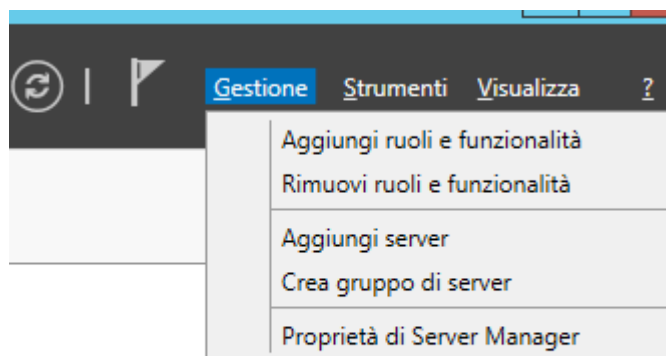 Gestione Strumenti Visualizza ?
Aggiungi ruoli e funzionalità
Rimuovi ruoli e funzionalità
Aggiungi server
Crea gruppo di server
Proprietà di Server Manager